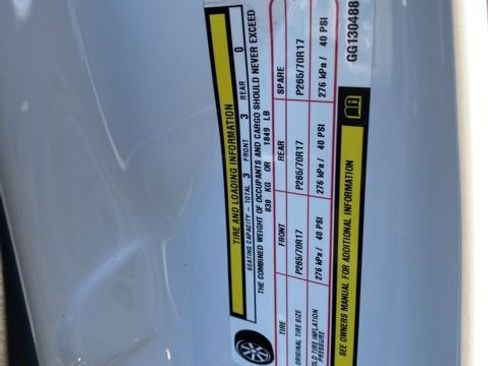 TIRE AND LOADING INFORMATION
SEATING CAPACITY - TOTAL 3 FRONT 3 REAR 0
THE COMBINED WEIGHT OF OCCUPANTS AND CARGO SHOULD NEVER EXCEED
838 KG OR 1849 LB
TIRE FRONT REAR SPARE
ORIGINAL TIRE SIZE P265/70R17 P265/70R17 P265/70R17
OLD TIRE INFLATION PRESSURE 276 kPa / 40 PSI 276 kPa / 40 PSI 276 kPa / 40 PSI
SEE OWNERS MANUAL FOR ADDITIONAL INFORMATION
GG130488